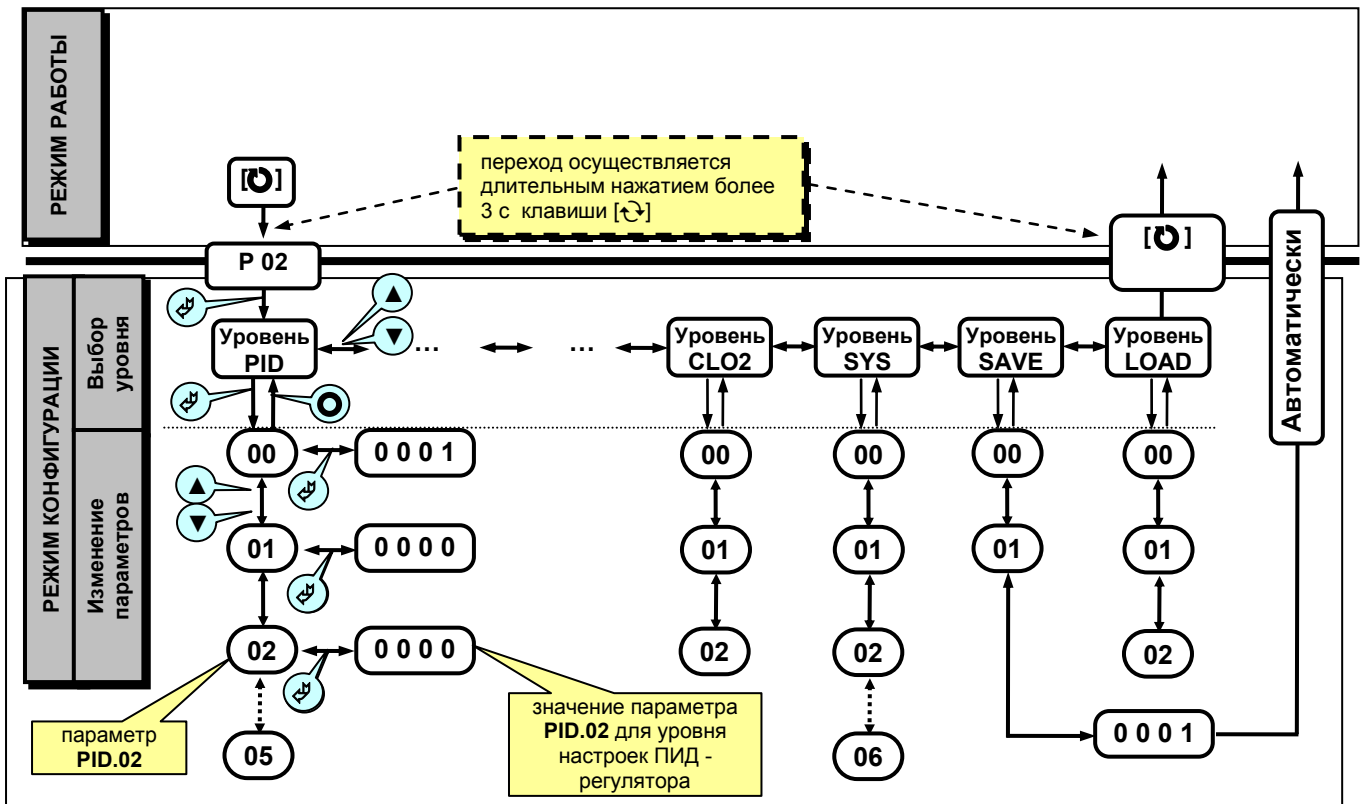 РЕЖИМ РАБОТЫ
переход осуществляется
длительным нажатием более
3 с клавиши [↻]
[↻]
[↻]
P 02
Автоматически
РЕЖИМ КОНФИГУРАЦИИ
Выбор
уровня
Уровень
PID
▲
▼
...
...
Уровень
CLO2
Уровень
SYS
Уровень
SAVE
Уровень
LOAD
Изменение
параметров
00
0 0 0 1
00
00
00
00
▲
▼
01
0 0 0 0
01
01
01
01
02
0 0 0 0
02
02
02
параметр
PID.02
05
значение параметра
PID.02 для уровня
настроек ПИД -
регулятора
06
0 0 0 1